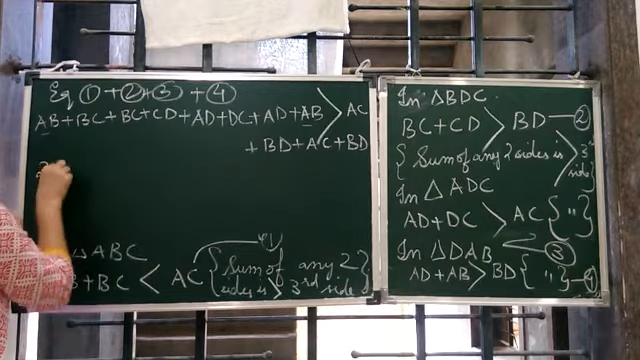 Eq ① + ② + ③ + ④
AB + BC + BC + CD + AD + DC + AD + AB > AC
+ BD + AC + BD
2
△ ABC
B + BC < AC { Sum of any 2
sides is > 3rd side }
In △BDC
BC + CD > BD — ②
{ Sum of any 2 sides is > 3rd side }
In △ ADC
AD + DC > AC { " }
③
In △DAB
AD + AB > BD { " } — ④